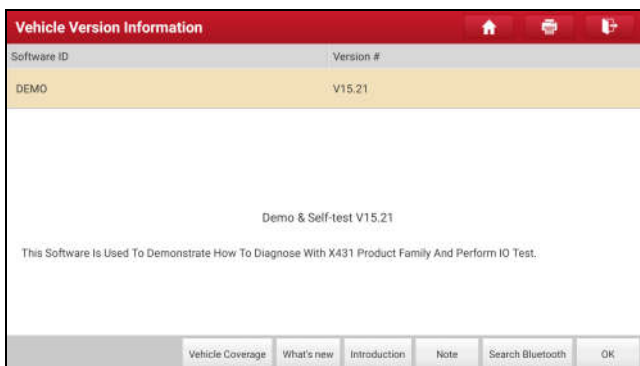 Vehicle Version Information
Software ID Version #
DEMO V15.21
Demo & Self-test V15.21
This Software Is Used To Demonstrate How To Diagnose With X431 Product Family And Perform IO Test.
Vehicle Coverage What's new Introduction Note Search Bluetooth OK